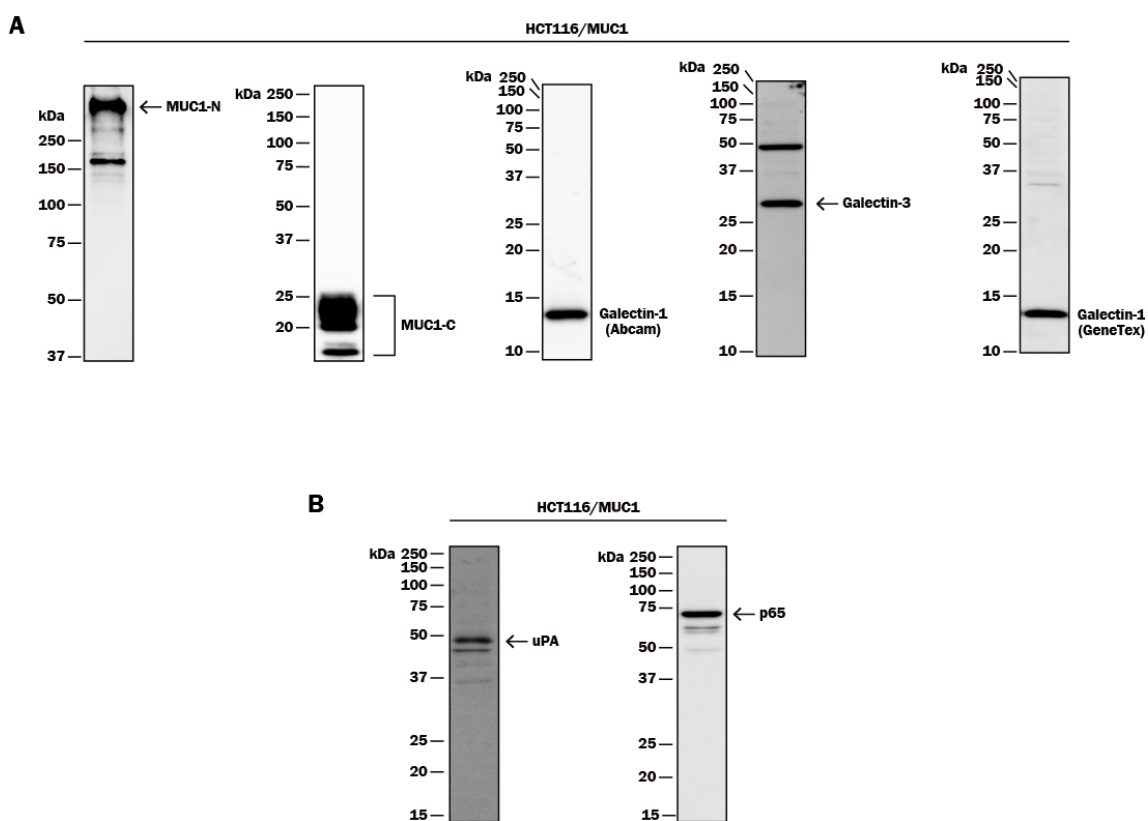 A
HCT116/MUC1
kDa
250
150
100
75
50
37
MUC1-N
kDa 250
150
100
75
50
37
25
20
MUC1-C
kDa 250
150
100
75
50
37
25
20
15
10
Galectin-1
(Abcam)
kDa 250
150
100
75
50
37
25
20
15
10
Galectin-3
kDa 250
150
100
75
50
37
25
20
15
10
Galectin-1
(GeneTex)
B
HCT116/MUC1
kDa 250
150
100
75
50
37
25
20
15
uPA
kDa 250
150
100
75
50
37
25
20
15
p65